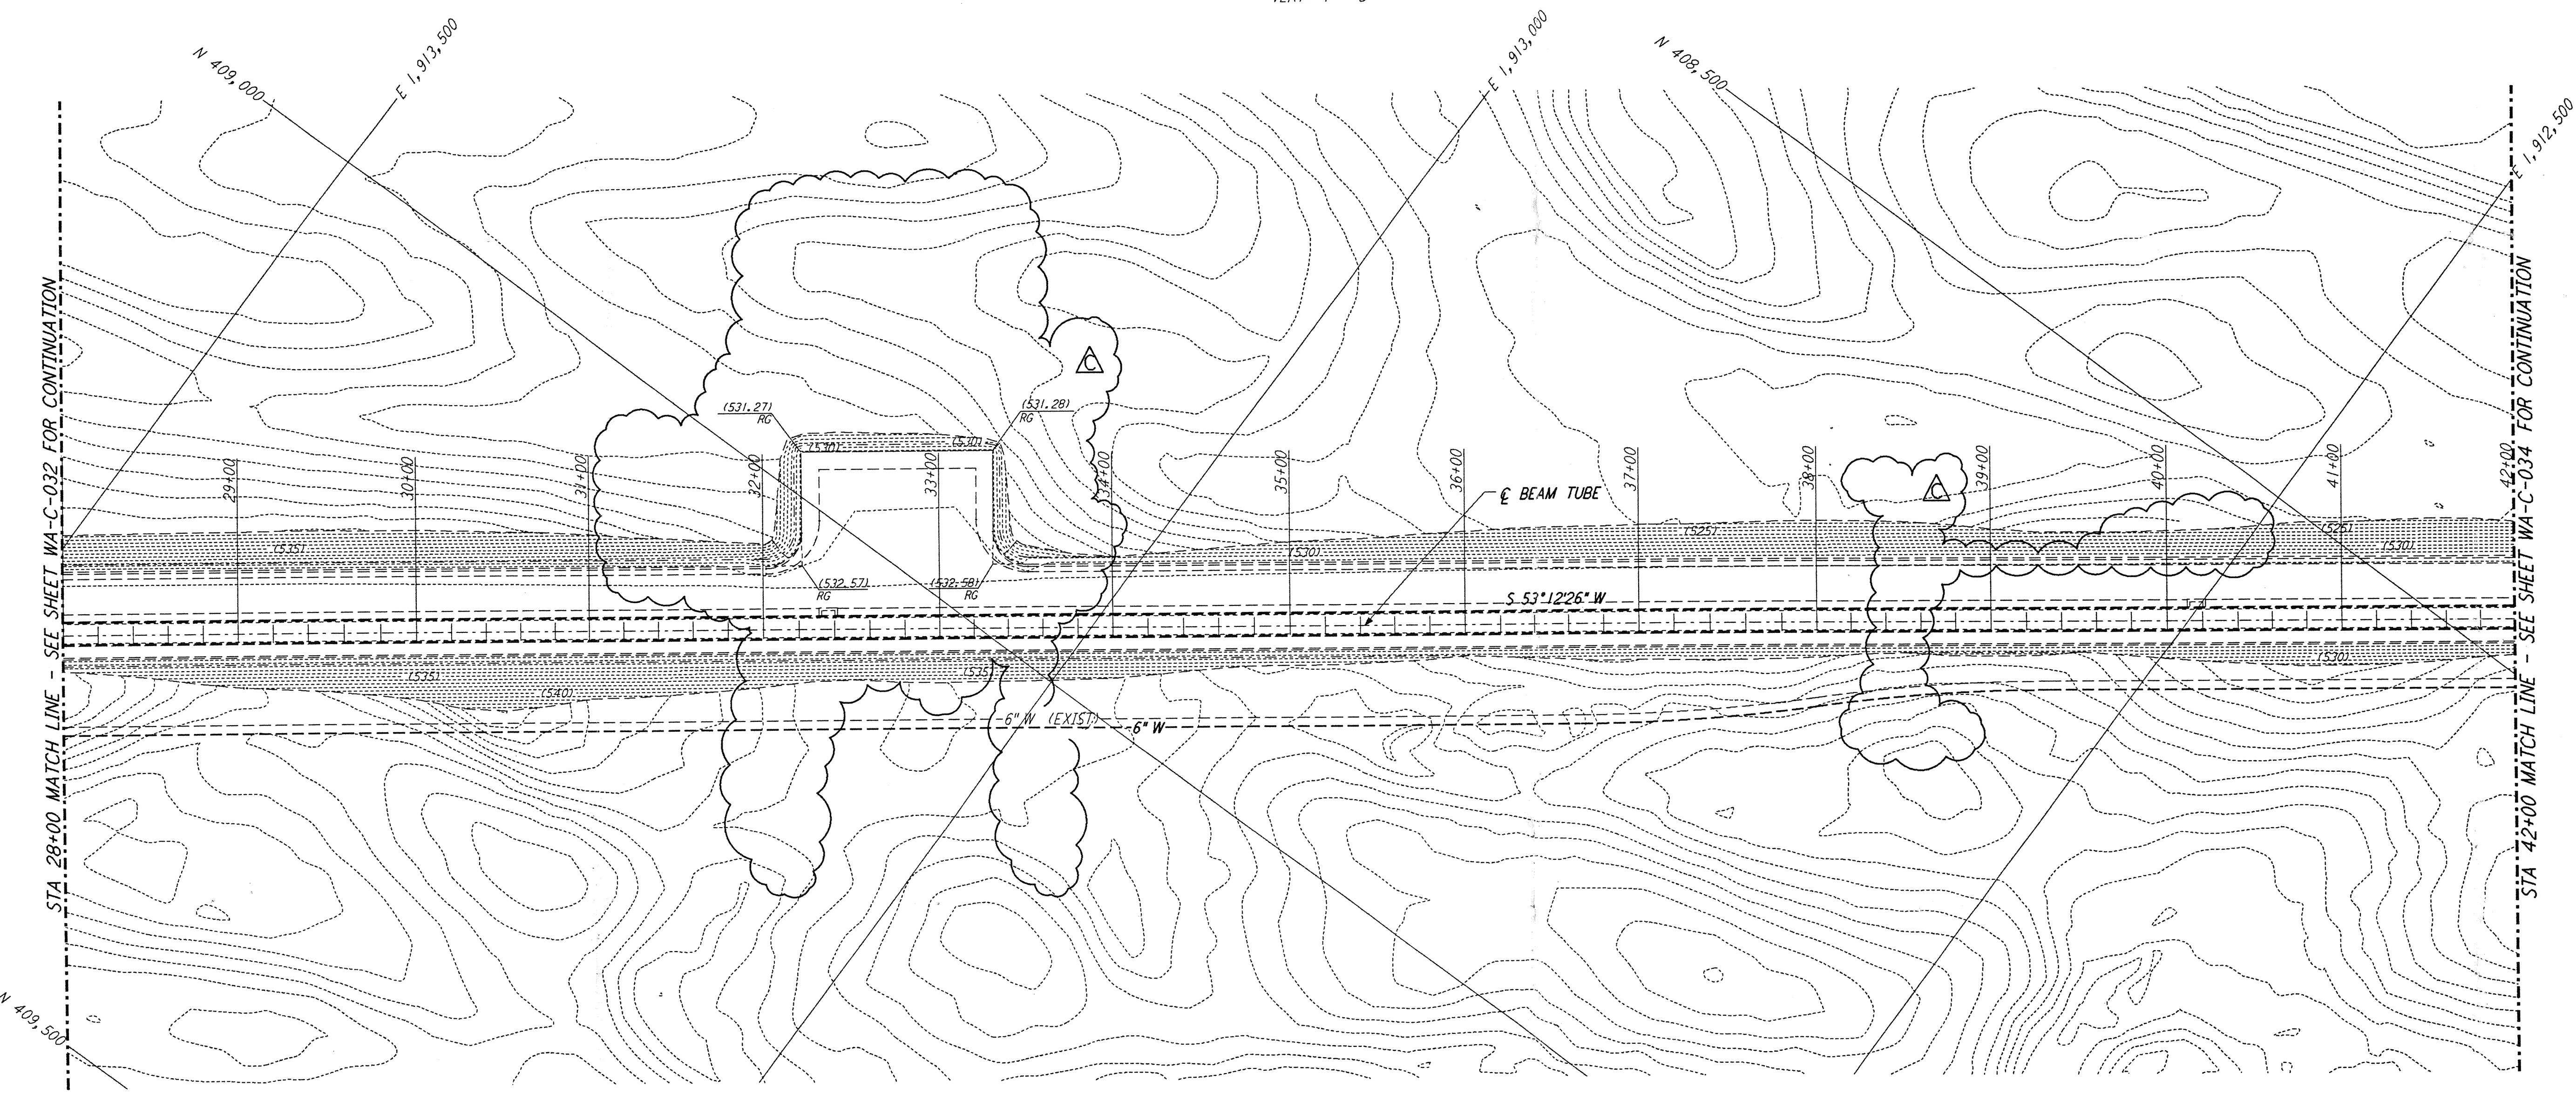 N 409,000
E 1,913,500
E 1,913,000
N 408,500
E 1,912,500
STA 28+00 MATCH LINE - SEE SHEET WA-C-032 FOR CONTINUATION
STA 42+00 MATCH LINE - SEE SHEET WA-C-034 FOR CONTINUATION
C
(531.27)
RG
(531.28)
RG
(530)
(530)
29+00
30+00
31+00
32+00
33+00
34+00
35+00
36+00
37+00
38+00
39+00
40+00
41+00
42+00
℄ BEAM TUBE
C
(535)
(530)
(525)
(525)
(530)
(532.57)
RG
(532.58)
RG
S 53°12'26" W
(535)
(540)
(535)
(530)
6" W (EXIST)
6" W
N 409,500